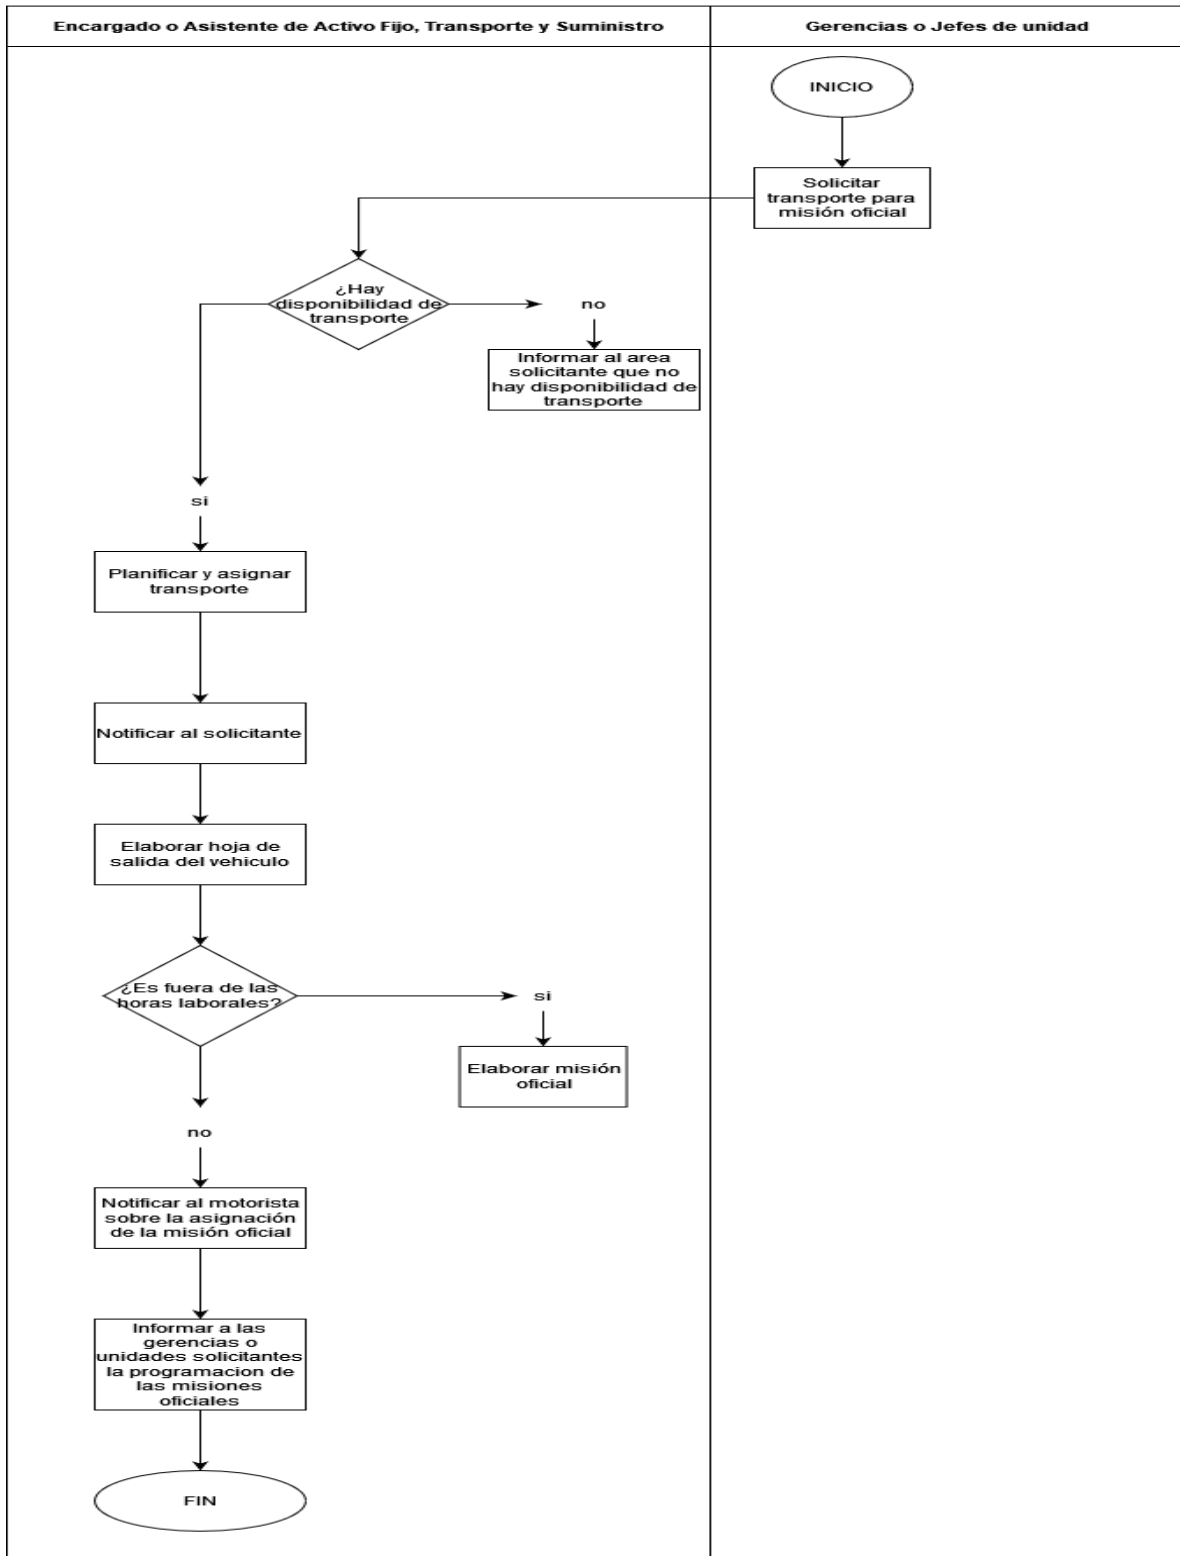 Encargado o Asistente de Activo Fijo, Transporte y Suministro
Gerencias o Jefes de unidad
INICIO
Solicitar
transporte para
misión oficial
¿Hay
disponibilidad de
transporte
no
Informar al area
solicitante que no
hay disponibilidad de
transporte
si
Planificar y asignar
transporte
Notificar al solicitante
Elaborar hoja de
salida del vehiculo
¿Es fuera de las
horas laborales?
si
Elaborar misión
oficial
no
Notificar al motorista
sobre la asignación
de la misión oficial
Informar a las
gerencias o
unidades solicitantes
la programacion de
las misiones
oficiales
FIN